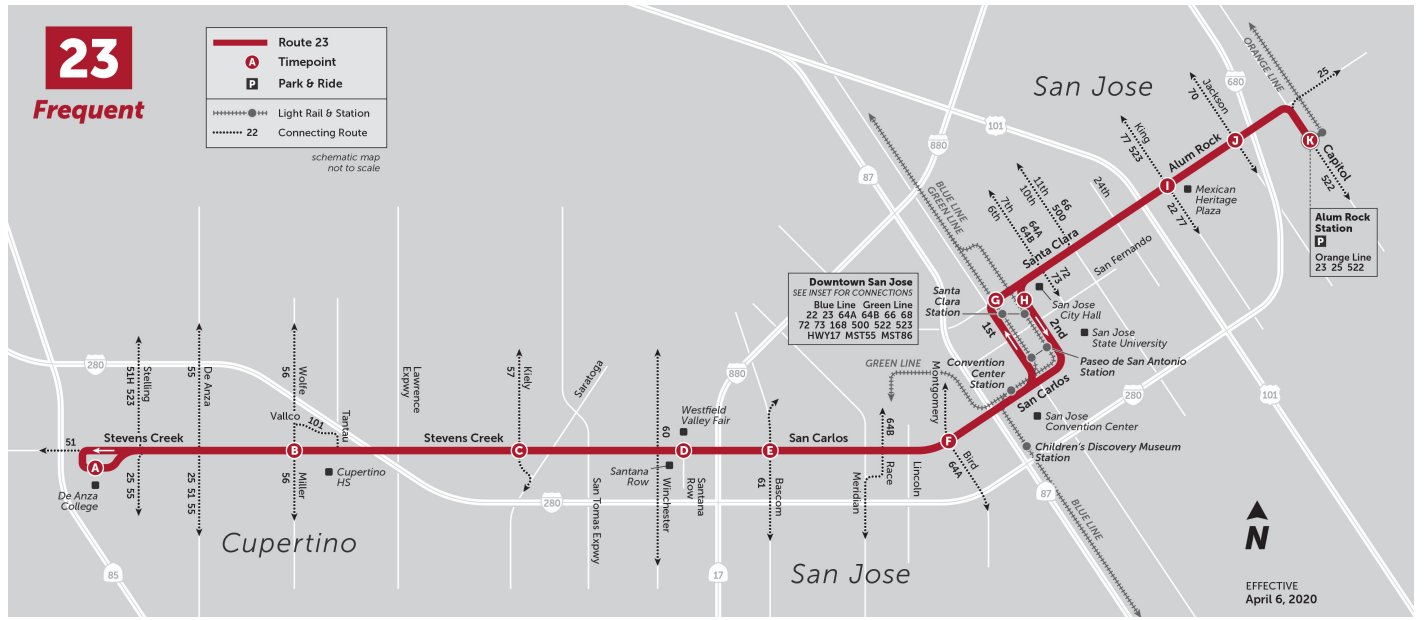 23
Frequent
Route 23
A
Timepoint
P
Park & Ride
Light Rail & Station
22
Connecting Route
schematic map
not to scale
San Jose
ORANGE LINE
680
25
Jackson
70
King
77 523
Alum Rock
J
K
Capitol
522
I
22 77
Mexican
Heritage
Plaza
Alum Rock
Station
P
Orange Line
23 25 522
101
880
87
BLUE LINE
GREEN LINE
24th
11th
10th
66
500
7th
6th
64A
64B
Santa Clara
72
73
San Fernando
Downtown San Jose
SEE INSET FOR CONNECTIONS
Blue Line Green Line
22 23 64A 64B 66 68
72 73 168 500 522 523
HWY17 MST55 MST86
Santa
Clara
Station
G
H
1st
2nd
San Jose
City Hall
San Jose
State University
Paseo de San Antonio
Station
Convention
Center
Station
San Carlos
San Jose
Convention Center
Children's Discovery Museum
Station
GREEN LINE
Montgomery
F
Bird
64A
280
101
87
BLUE LINE
280
Stelling
51H 523
De Anza
55
Wolfe
56
Vallco
101
Tantau
Lawrence
Expwy
Kiely
57
Saratoga
880
Westfield
Valley Fair
60
64B
51
Stevens Creek
B
Stevens Creek
C
D
E
San Carlos
A
De Anza
College
25 55
25 51 55
Miller
56
Cupertino
HS
280
San Tomas Expwy
Santana
Row
Winchester
Santana
Row
Bascom
61
Meridian
Race
Lincoln
Cupertino
85
17
San Jose
N
EFFECTIVE
April 6, 2020